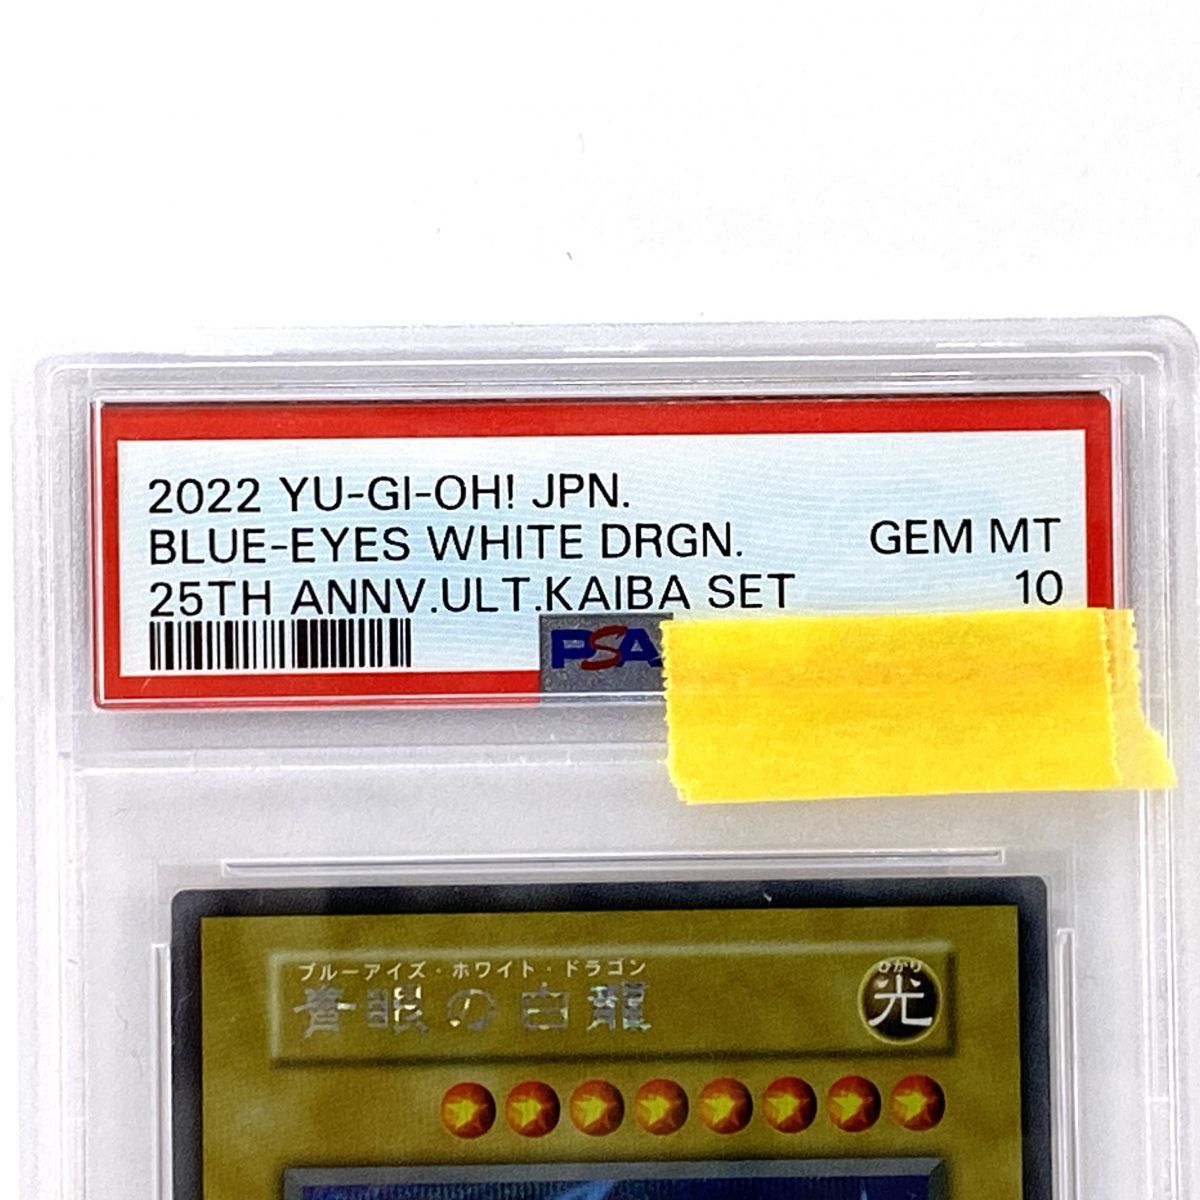 2022 YU-GI-OH! JPN.
BLUE-EYES WHITE DRGN. GEM MT
25TH ANNV.ULT.KAIBA SET 10
PSA
ブルーアイズ・ホワイト・ドラゴン
青眼の白龍
ひかり
光